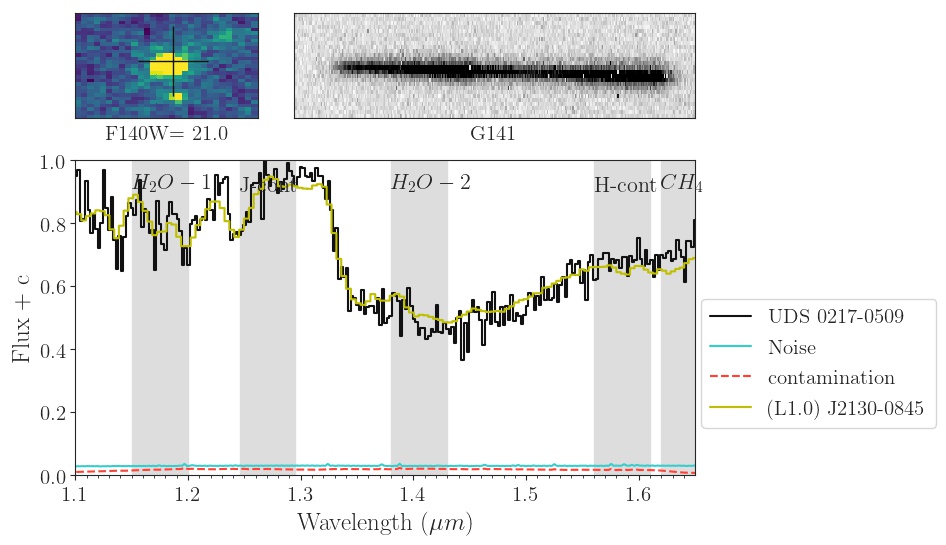 F140W= 21.0
G141
H₂O − 1
J-cont
H₂O − 2
H-cont
CH₄
1.0
0.8
0.6
0.4
0.2
0.0
Flux + c
1.1
1.2
1.3
1.4
1.5
1.6
Wavelength (μm)
UDS 0217-0509
Noise
contamination
(L1.0) J2130-0845